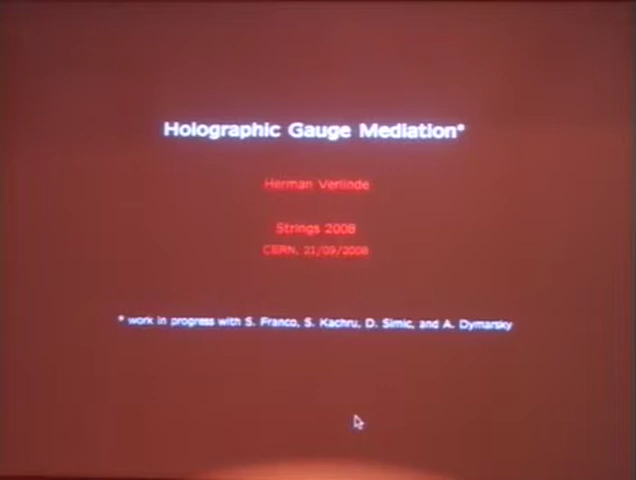 Holographic Gauge Mediation*
Herman Verlinde
Strings 2008
CERN, 21/09/2008
* work in progress with S. Franco, S. Kachru, D. Simic, and A. Dymarsky